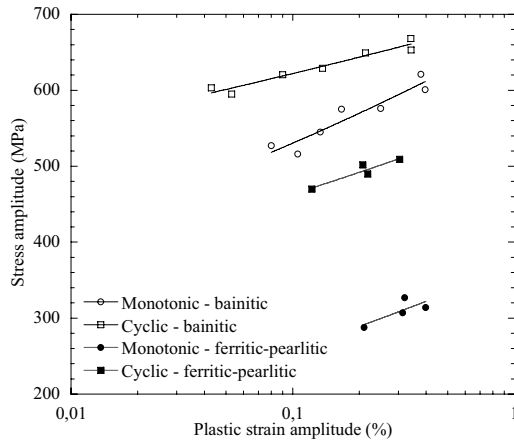 700
600
500
400
300
200
Stress amplitude (MPa)
Monotonic - bainitic
Cyclic - bainitic
Monotonic - ferritic-pearlitic
Cyclic - ferritic-pearlitic
0,01
0,1
1
Plastic strain amplitude (%)